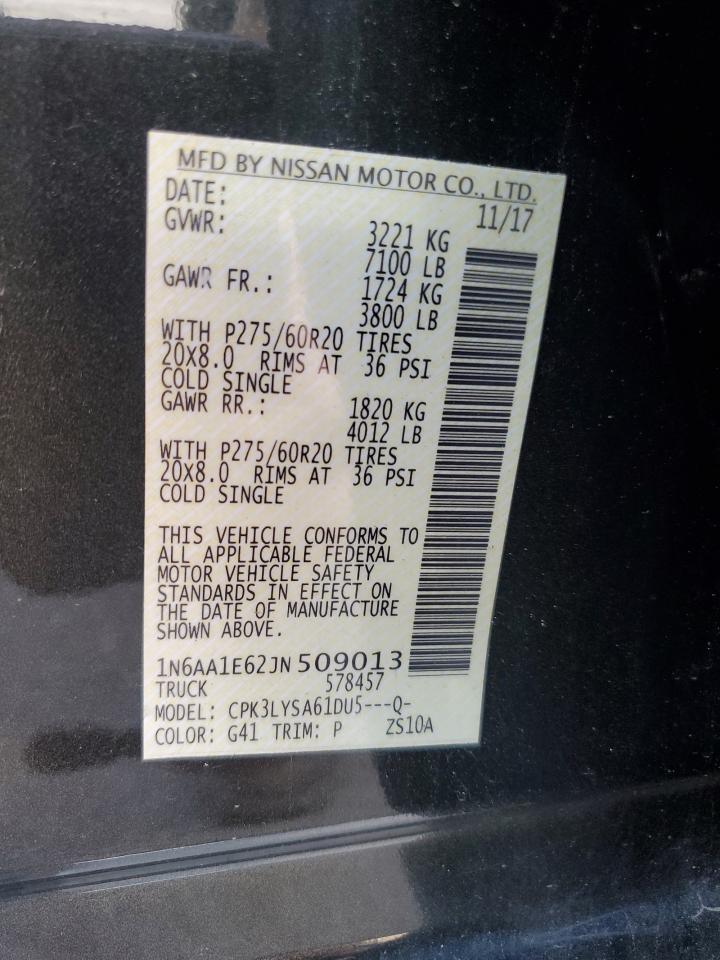 MFD BY NISSAN MOTOR CO., LTD.
DATE: 11/17
GVWR: 3221 KG
7100 LB
GAWR FR.: 1724 KG
3800 LB
WITH P275/60R20 TIRES
20X8.0 RIMS AT 36 PSI
COLD SINGLE
GAWR RR.: 1820 KG
4012 LB
WITH P275/60R20 TIRES
20X8.0 RIMS AT 36 PSI
COLD SINGLE
THIS VEHICLE CONFORMS TO
ALL APPLICABLE FEDERAL
MOTOR VEHICLE SAFETY
STANDARDS IN EFFECT ON
THE DATE OF MANUFACTURE
SHOWN ABOVE.
1N6AA1E62JN509013
TRUCK 578457
MODEL: CPK3LYSA61DU5---Q-
COLOR: G41 TRIM: P ZS10A